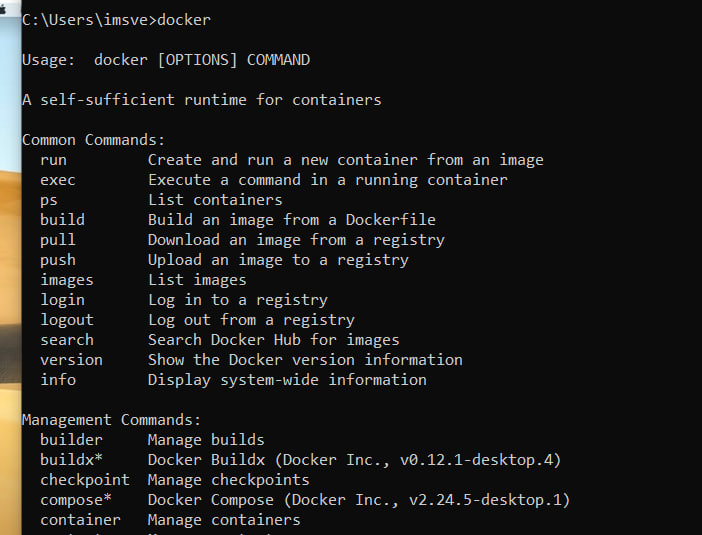 C:\Users\imsve>docker
Usage:  docker [OPTIONS] COMMAND
A self-sufficient runtime for containers
Common Commands:
  run         Create and run a new container from an image
  exec        Execute a command in a running container
  ps          List containers
  build       Build an image from a Dockerfile
  pull        Download an image from a registry
  push        Upload an image to a registry
  images      List images
  login       Log in to a registry
  logout      Log out from a registry
  search      Search Docker Hub for images
  version     Show the Docker version information
  info        Display system-wide information
Management Commands:
  builder     Manage builds
  buildx*     Docker Buildx (Docker Inc., v0.12.1-desktop.4)
  checkpoint  Manage checkpoints
  compose*    Docker Compose (Docker Inc., v2.24.5-desktop.1)
  container   Manage containers